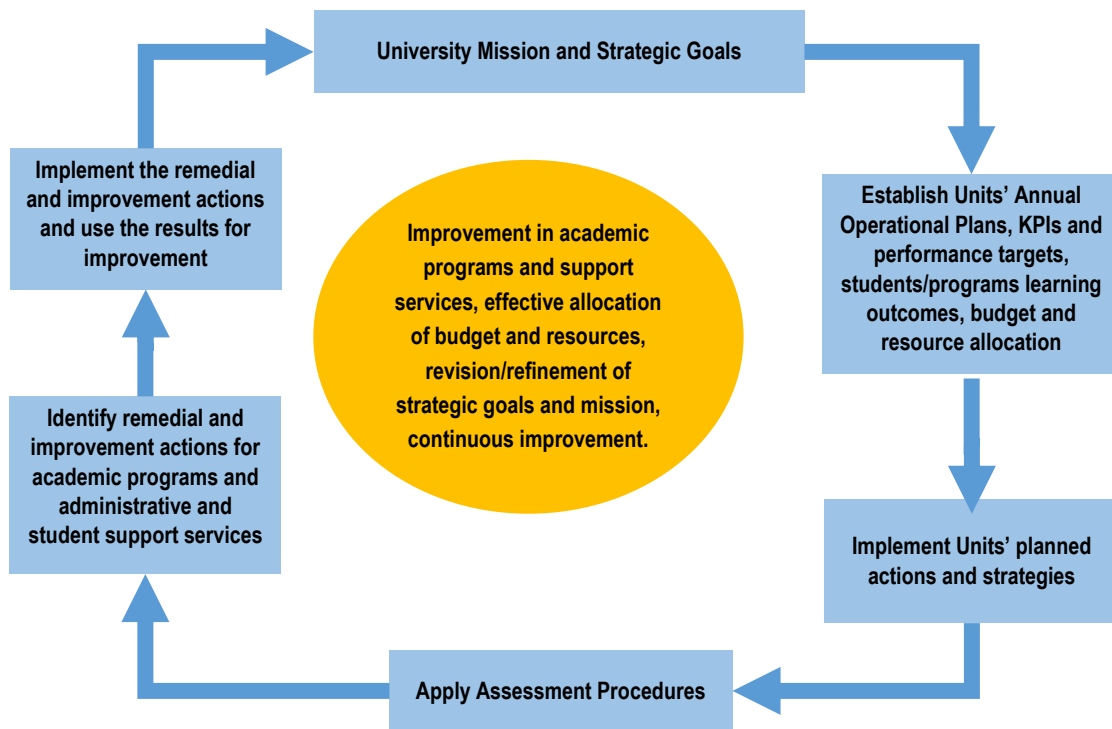 University Mission and Strategic Goals
Establish Units’ Annual
Operational Plans, KPIs and
performance targets,
students/programs learning
outcomes, budget and
resource allocation
Implement Units’ planned
actions and strategies
Apply Assessment Procedures
Identify remedial and
improvement actions for
academic programs and
administrative and
student support services
Implement the remedial
and improvement actions
and use the results for
improvement
Improvement in academic
programs and support
services, effective allocation
of budget and resources,
revision/refinement of
strategic goals and mission,
continuous improvement.